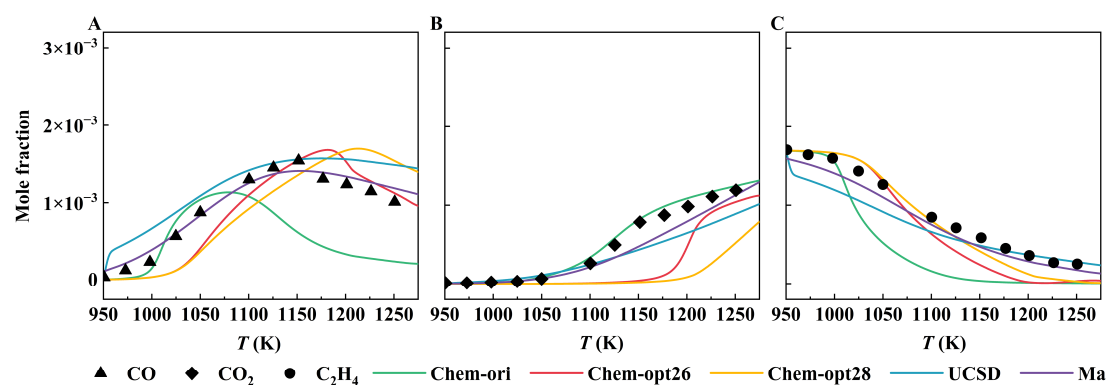 A B C
3×10⁻³
2×10⁻³
1×10⁻³
0
Mole fraction
950 1000 1050 1100 1150 1200 1250 950 1000 1050 1100 1150 1200 1250 950 1000 1050 1100 1150 1200 1250
T (K) T (K) T (K)
CO CO₂ C₂H₄ Chem-ori Chem-opt26 Chem-opt28 UCSD Ma